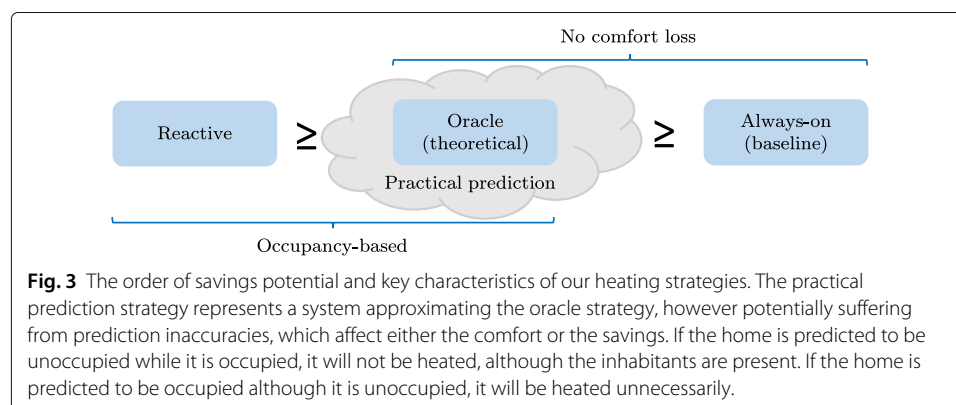 No comfort loss
Reactive
≥
Oracle
(theoretical)
≥
Always-on
(baseline)
Practical prediction
Occupancy-based
Fig. 3 The order of savings potential and key characteristics of our heating strategies. The practical
prediction strategy represents a system approximating the oracle strategy, however potentially suffering
from prediction inaccuracies, which affect either the comfort or the savings. If the home is predicted to be
unoccupied while it is occupied, it will not be heated, although the inhabitants are present. If the home is
predicted to be occupied although it is unoccupied, it will be heated unnecessarily.